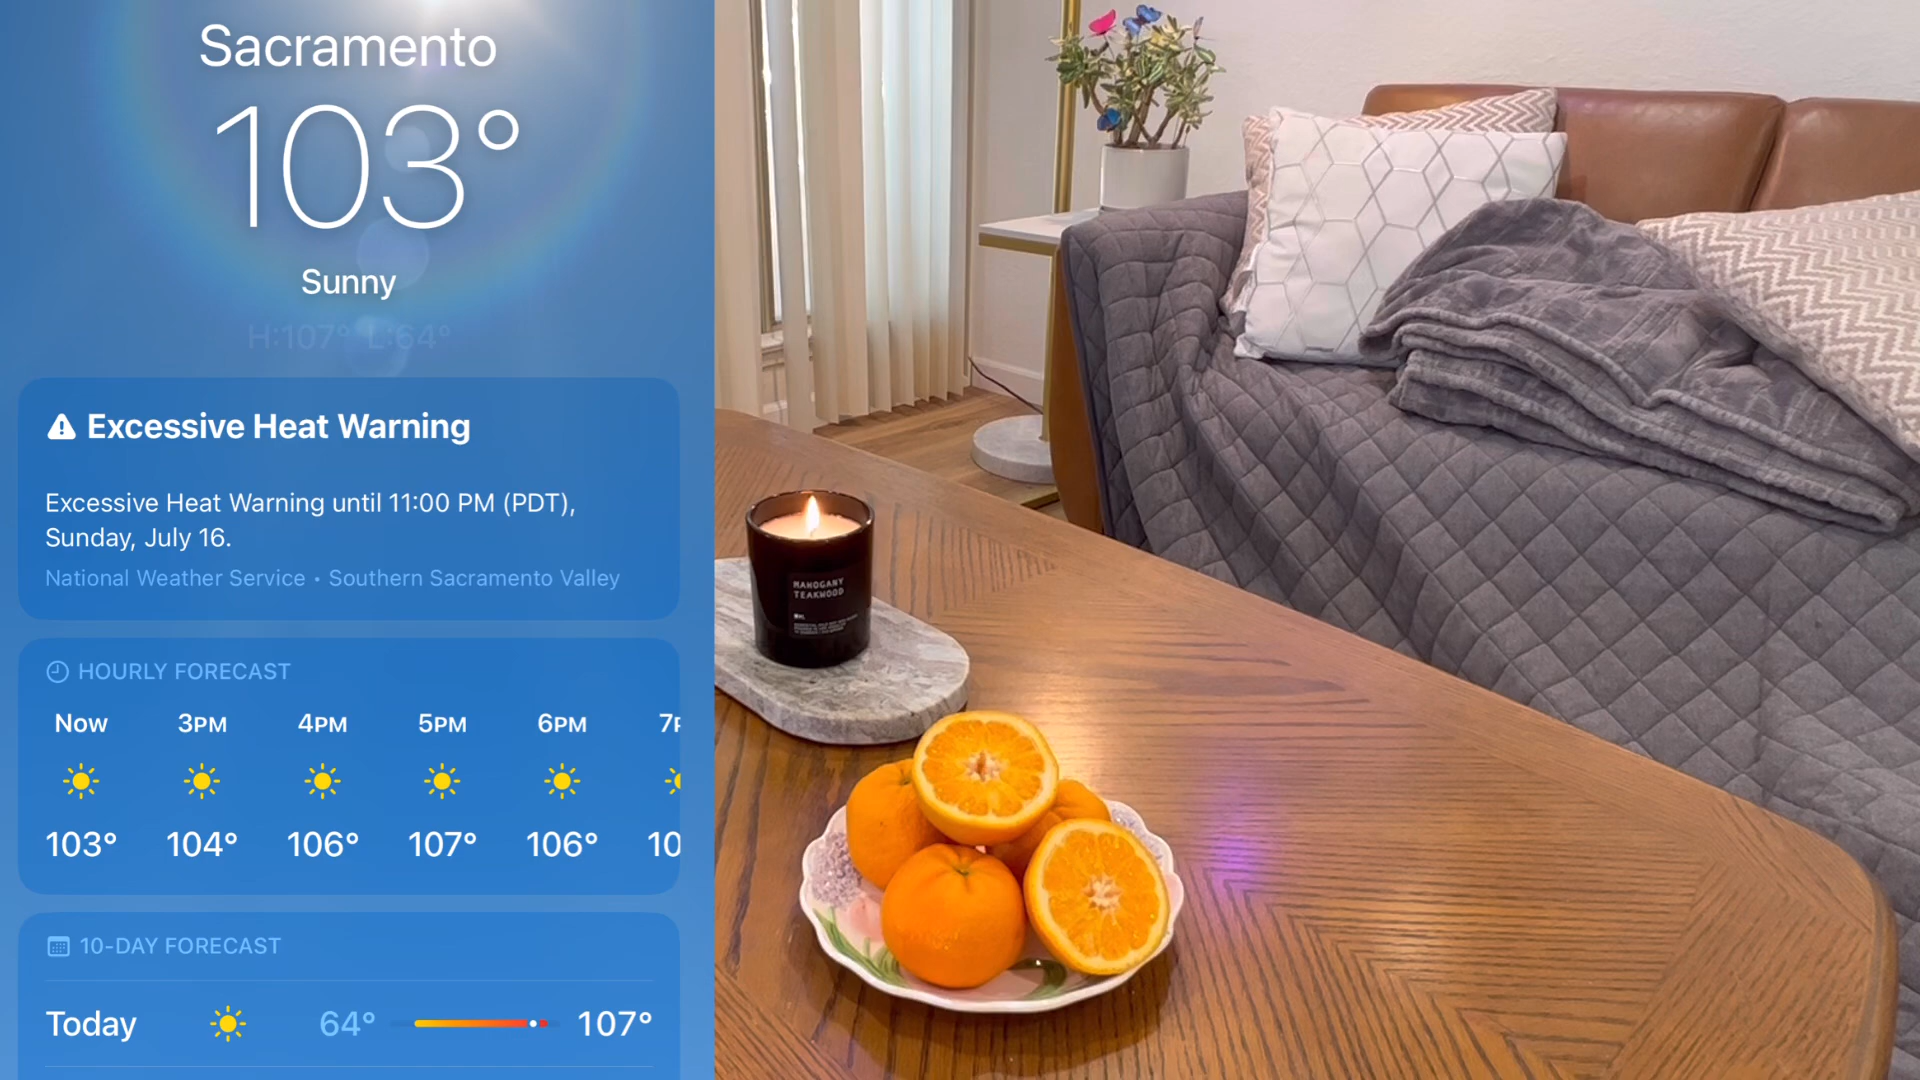 Sacramento
103°
Sunny
H:107° L:64°
Excessive Heat Warning
Excessive Heat Warning until 11:00 PM (PDT),
Sunday, July 16.
National Weather Service • Southern Sacramento Valley
HOURLY FORECAST
Now 3PM 4PM 5PM 6PM
103° 104° 106° 107° 106°
10-DAY FORECAST
Today 64° 107°
MAHOGANY
TEAKWOOD